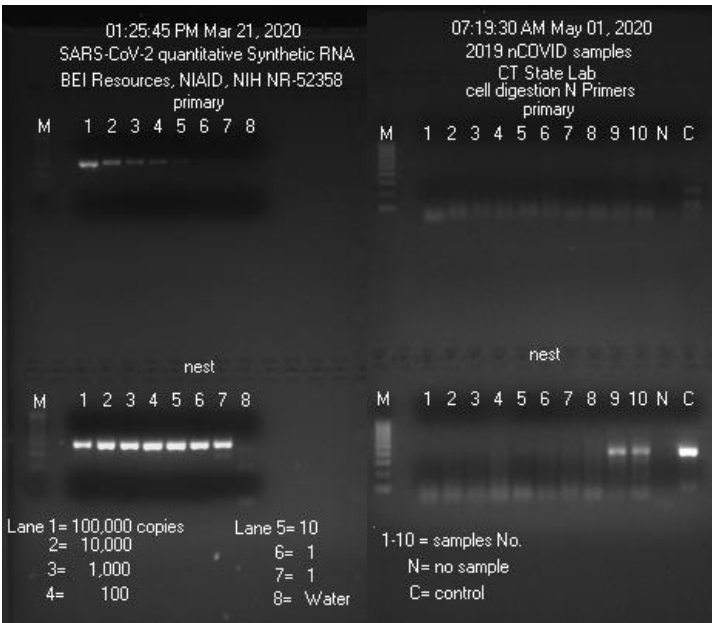 01:25:45 PM Mar 21, 2020
SARS-CoV-2 quantitative Synthetic RNA
BEI Resources, NIAID, NIH NR-52358
primary
M 1 2 3 4 5 6 7 8
nest
M 1 2 3 4 5 6 7 8
Lane 1= 100,000 copies
2= 10,000
3= 1,000
4= 100
Lane 5= 10
6= 1
7= 1
8= Water
07:19:30 AM May 01, 2020
2019 nCOVID samples
CT State Lab
cell digestion N Primers
primary
M 1 2 3 4 5 6 7 8 9 10 N C
nest
M 1 2 3 4 5 6 7 8 9 10 N C
1-10 = samples No.
N= no sample
C= control